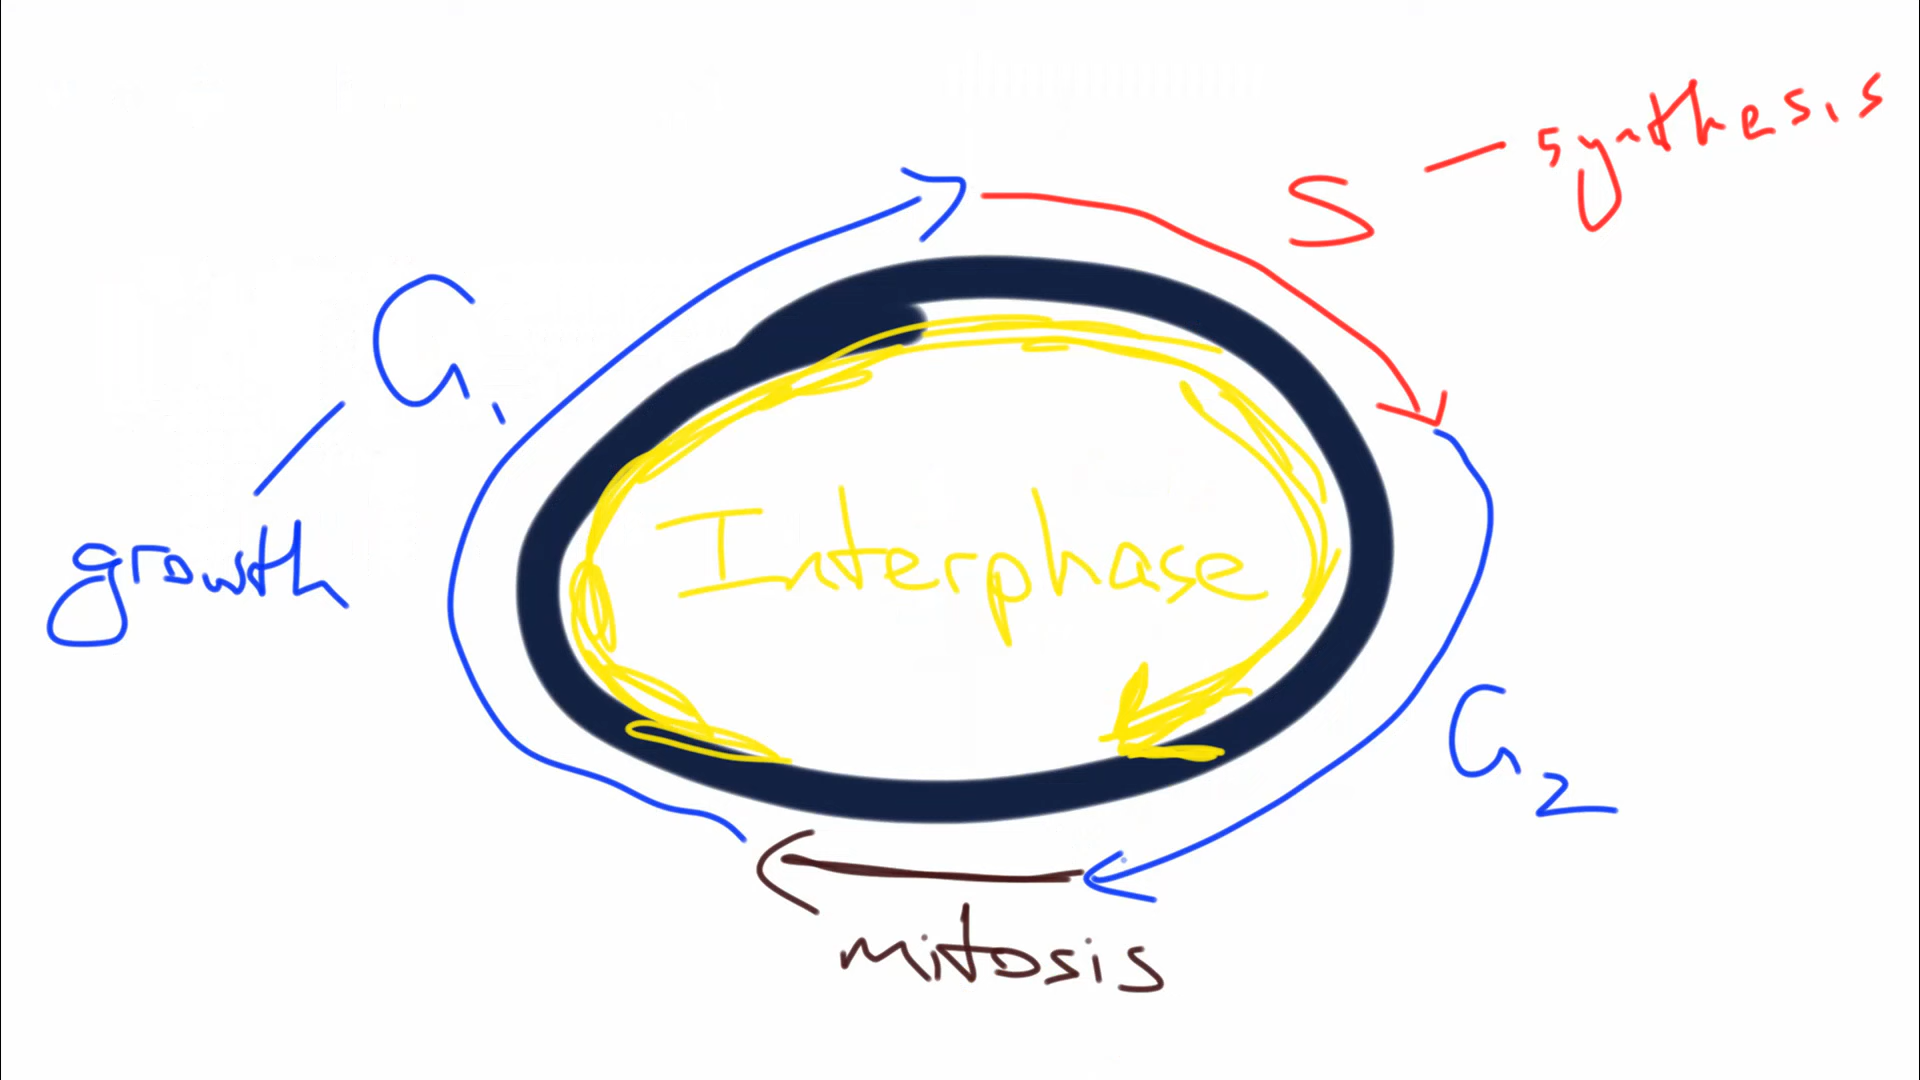 S – synthesis
G1
growth
Interphase
G2
mitosis